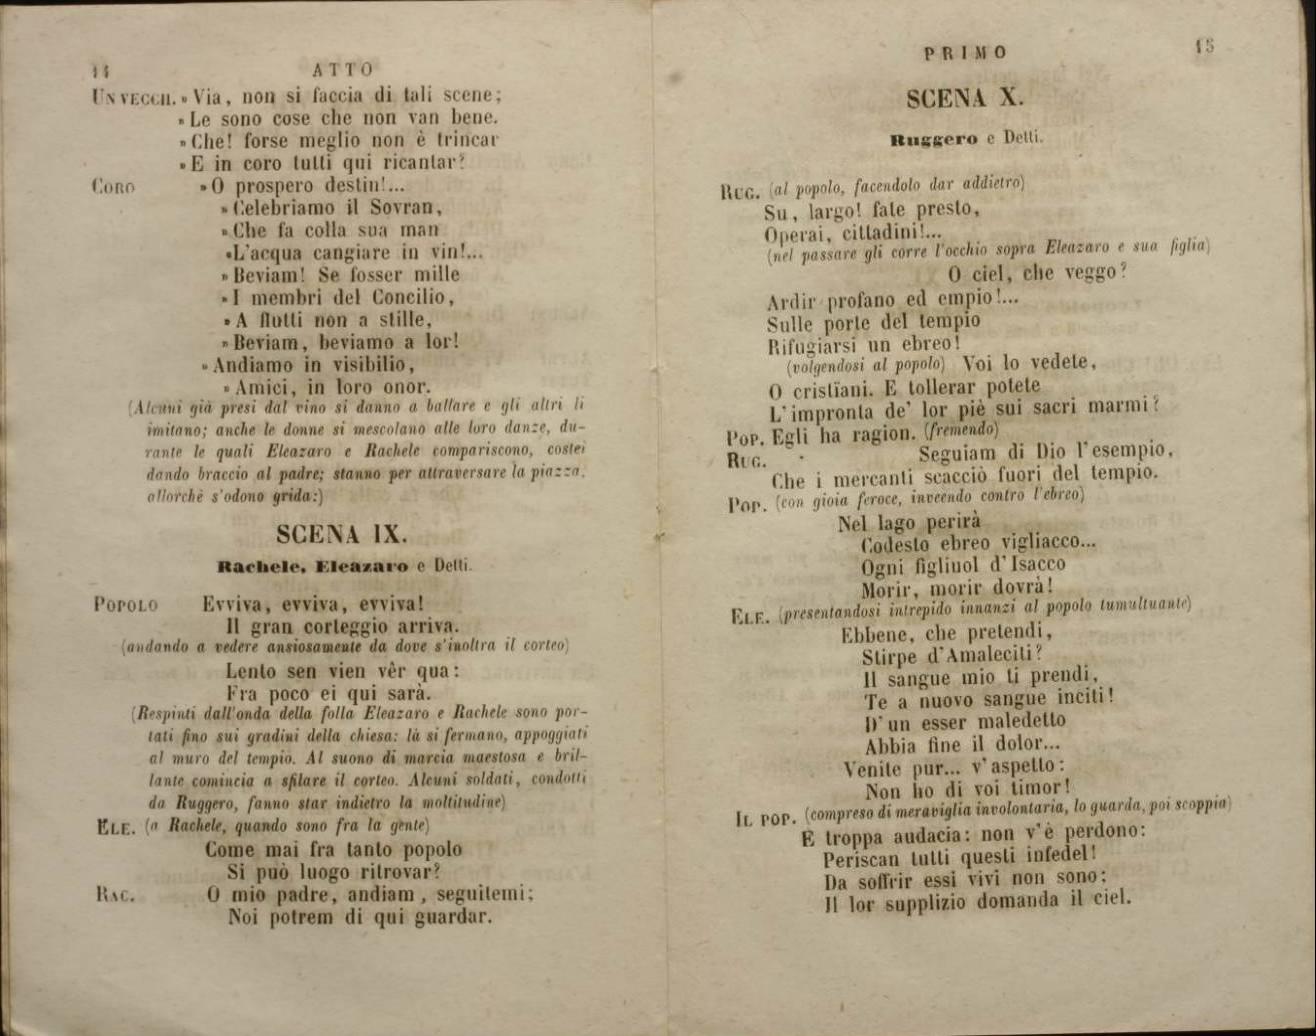 14
ATTO
UN VECCH. » Via, non si faccia di tali scene;
» Le sono cose che non van bene.
» Che! forse meglio non è trincar
» E in coro tutti qui ricantar?
CORO » O prospero destin!...
» Celebriamo il Sovran,
» Che fa colla sua man
» L'acqua cangiare in vin!...
» Beviam! Se fosser mille
» I membri del Concilio,
» A flutti non a stille,
» Beviam, beviamo a lor!
» Andiamo in visibilio,
» Amici, in loro onor.
(Alcuni già presi dal vino si danno a ballare e gli altri li
imitano; anche le donne si mescolano alle loro danze, du-
rante le quali Eleazaro e Rachele compariscono, costei
dando braccio al padre; stanno per attraversare la piazza,
allorchè s'odono grida:)
SCENA IX.
Rachele, Eleazaro e Detti.
POPOLO Evviva, evviva, evviva!
Il gran corteggio arriva.
(andando a vedere ansiosamente da dove s'inoltra il corteo)
Lento sen vien vêr qua:
Fra poco ei qui sarà.
(Respinti dall'onda della folla Eleazaro e Rachele sono por-
tati fino sui gradini della chiesa: là si fermano, appoggiati
al muro del tempio. Al suono di marcia maestosa e bril-
lante comincia a sfilare il corteo. Alcuni soldati, condotti
da Ruggero, fanno star indietro la moltitudine)
ELE. (a Rachele, quando sono fra la gente)
Come mai fra tanto popolo
Si può luogo ritrovar?
RAC. O mio padre, andiam, seguitemi;
Noi potrem di qui guardar.
PRIMO
15
SCENA X.
Ruggero e Detti.
RUG. (al popolo, facendolo dar addietro)
Su, largo! fate presto,
Operai, cittadini!...
(nel passare gli corre l'occhio sopra Eleazaro e sua figlia)
O ciel, che veggo?
Ardir profano ed empio!...
Sulle porte del tempio
Rifugiarsi un ebreo!
(volgendosi al popolo) Voi lo vedete,
O cristïani. E tollerar potete
L'impronta de' lor piè sui sacri marmi?
POP. Egli ha ragion. (fremendo)
RUG. Seguiam di Dio l'esempio,
Che i mercanti scacciò fuori del tempio.
POP. (con gioia feroce, inveendo contro l'ebreo)
Nel lago perirà
Codesto ebreo vigliacco...
Ogni figliuol d'Isacco
Morir, morir dovrà!
ELE. (presentandosi intrepido innanzi al popolo tumultuante)
Ebbene, che pretendi,
Stirpe d'Amaleciti?
Il sangue mio ti prendi,
Te a nuovo sangue inciti!
D'un esser maledetto
Abbia fine il dolor...
Venite pur... v'aspetto:
Non ho di voi timor!
IL POP. (compreso di meraviglia involontaria, lo guarda, poi scoppia)
È troppa audacia: non v'è perdono:
Periscan tutti questi infedel!
Da soffrir essi vivi non sono:
Il lor supplizio domanda il ciel.